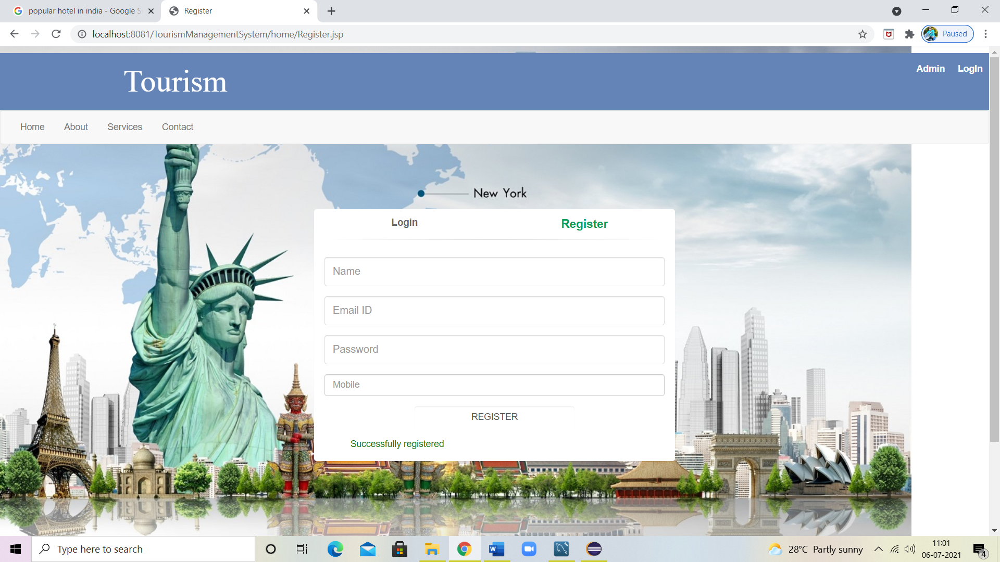 popular hotel in india - Google S
Register
localhost:8081/TourismManagementSystem/home/Register.jsp
Paused
Tourism
Admin
LogIn
Home
About
Services
Contact
New York
Login
Register
Name
Email ID
Password
Mobile
REGISTER
Successfully registered
Type here to search
28°C Partly sunny
11:01
06-07-2021
4